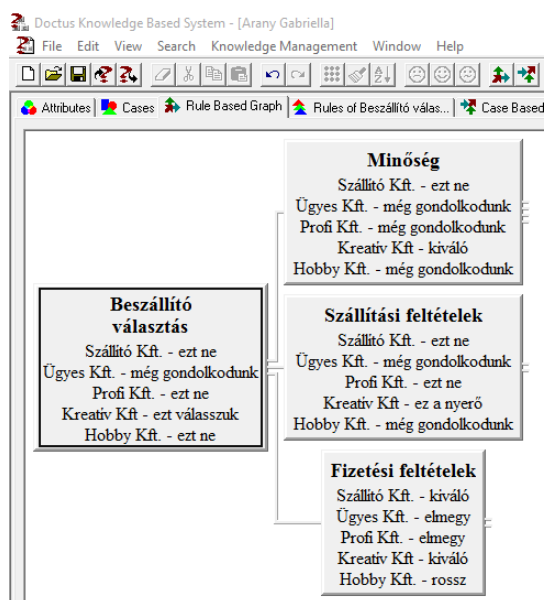 Doctus Knowledge Based System - [Arany Gabriella]
File Edit View Search Knowledge Management Window Help
Attributes Cases Rule Based Graph Rules of Beszállító válas... Case Based
Minőség
Szállító Kft. - ezt ne
Ügyes Kft. - még gondolkodunk
Profi Kft. - még gondolkodunk
Kreatív Kft - kiváló
Hobby Kft. - még gondolkodunk
Beszállító
választás
Szállító Kft. - ezt ne
Ügyes Kft. - még gondolkodunk
Profi Kft. - ezt ne
Kreatív Kft - ezt válasszuk
Hobby Kft. - ezt ne
Szállítási feltételek
Szállító Kft. - ezt ne
Ügyes Kft. - még gondolkodunk
Profi Kft. - ezt ne
Kreatív Kft - ez a nyerő
Hobby Kft. - még gondolkodunk
Fizetési feltételek
Szállító Kft. - kiváló
Ügyes Kft. - elmegy
Profi Kft. - elmegy
Kreatív Kft - kiváló
Hobby Kft. - rossz